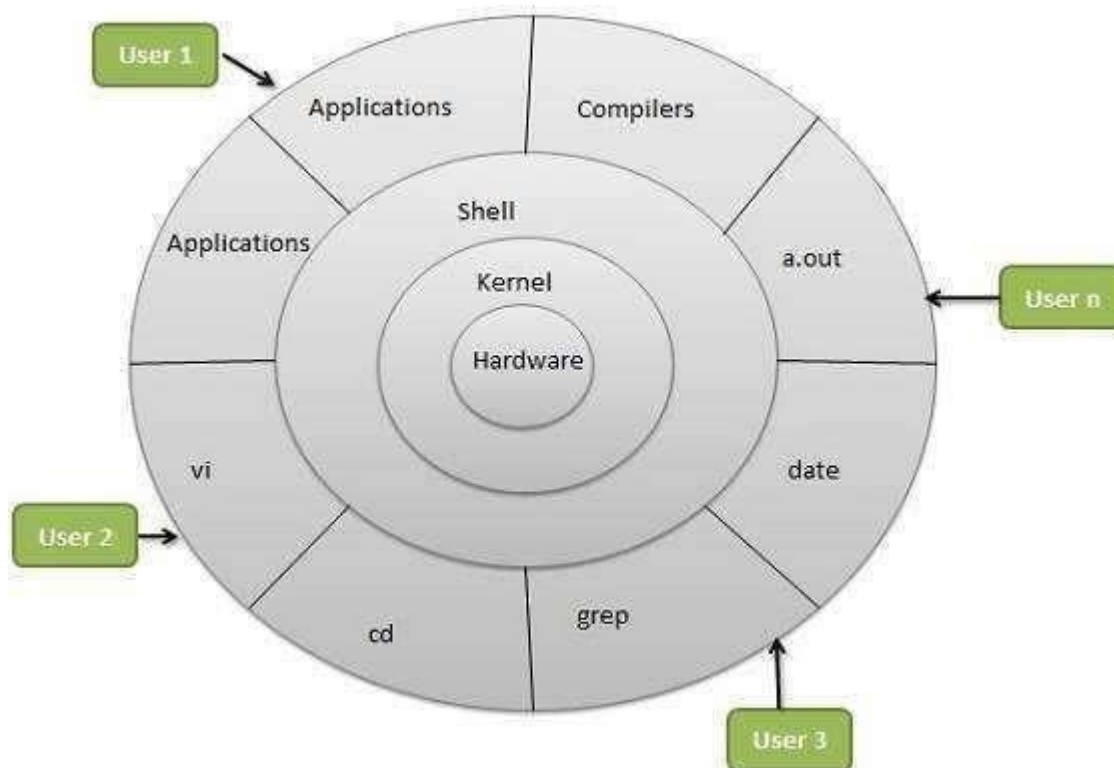 User 1
Applications
Compilers
Shell
Applications
a.out
Kernel
User n
Hardware
vi
date
User 2
grep
cd
User 3